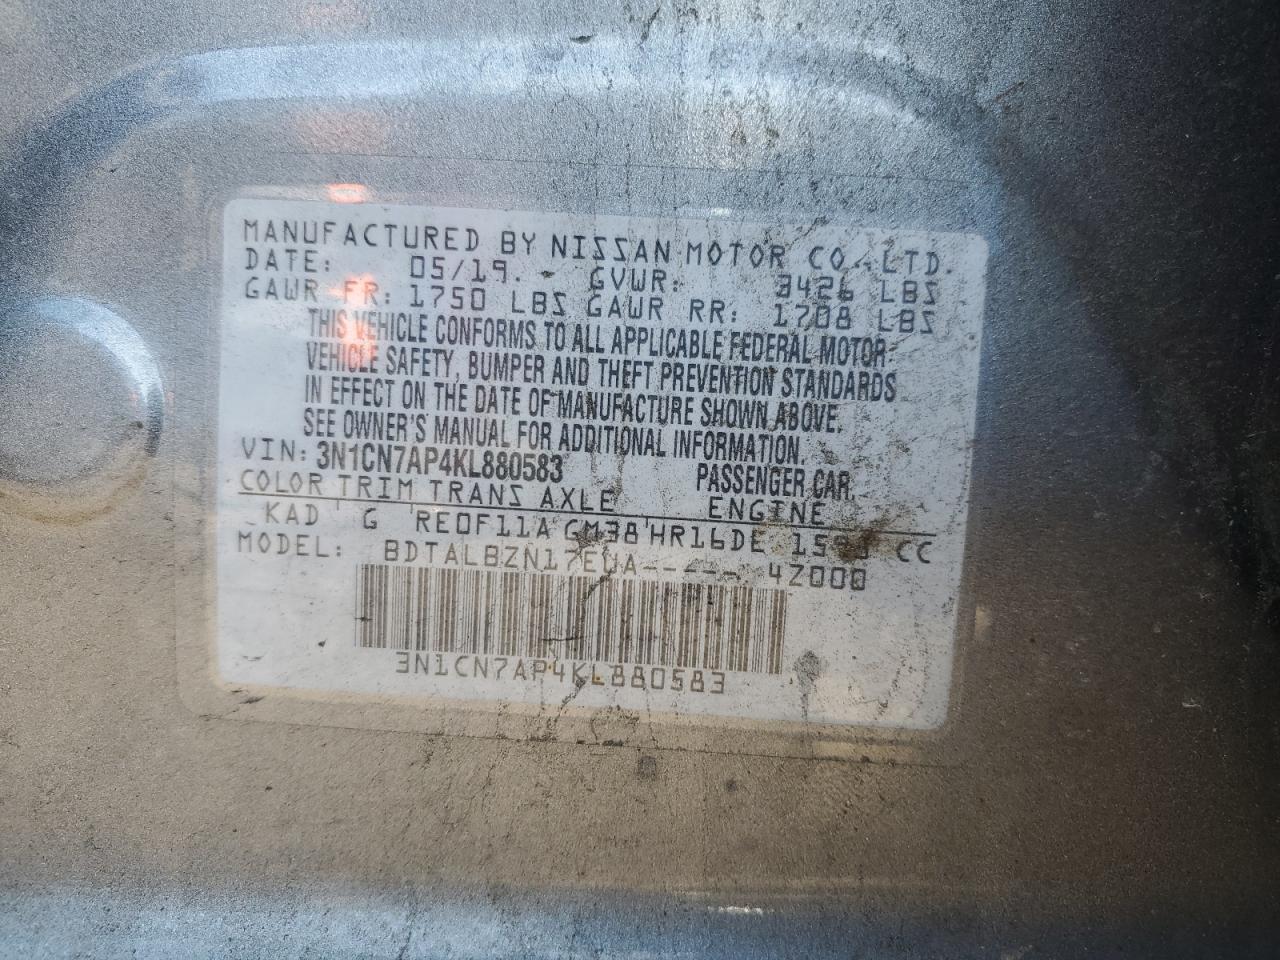 MANUFACTURED BY NISSAN MOTOR CO., LTD.
DATE: 05/19. GVWR: 3426 LBS
GAWR FR: 1750 LBS GAWR RR: 1708 LBS
THIS VEHICLE CONFORMS TO ALL APPLICABLE FEDERAL MOTOR
VEHICLE SAFETY, BUMPER AND THEFT PREVENTION STANDARDS
IN EFFECT ON THE DATE OF MANUFACTURE SHOWN ABOVE.
SEE OWNER'S MANUAL FOR ADDITIONAL INFORMATION.
VIN: 3N1CN7AP4KL880583 PASSENGER CAR
COLOR TRIM TRANS AXLE ENGINE
KAD G RE0F11A GM38 HR16DE CC
MODEL: BDTALBZN17EUA----- 42000
3N1CN7AP4KL880583